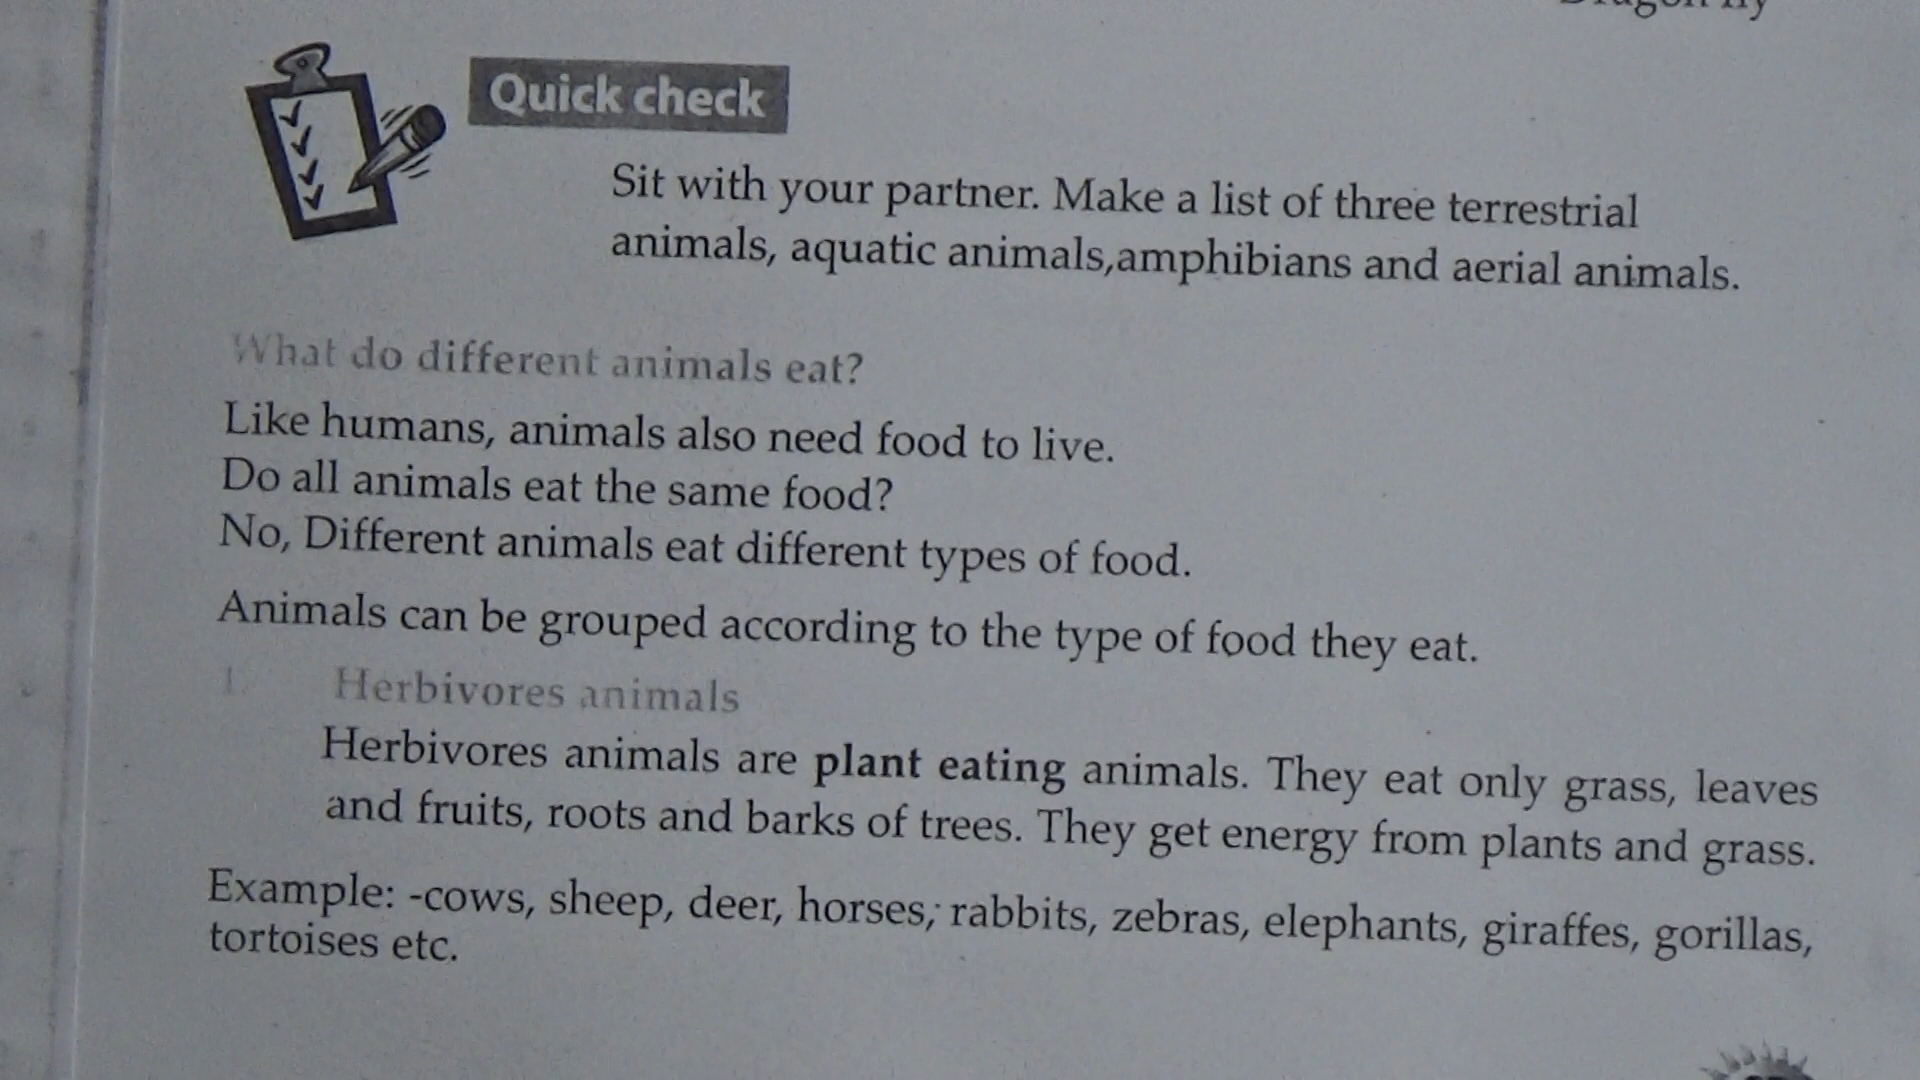 Quick check
Sit with your partner. Make a list of three terrestrial
animals, aquatic animals,amphibians and aerial animals.
What do different animals eat?
Like humans, animals also need food to live.
Do all animals eat the same food?
No, Different animals eat different types of food.
Animals can be grouped according to the type of food they eat.
1. Herbivores animals
Herbivores animals are plant eating animals. They eat only grass, leaves
and fruits, roots and barks of trees. They get energy from plants and grass.
Example: -cows, sheep, deer, horses, rabbits, zebras, elephants, giraffes, gorillas,
tortoises etc.